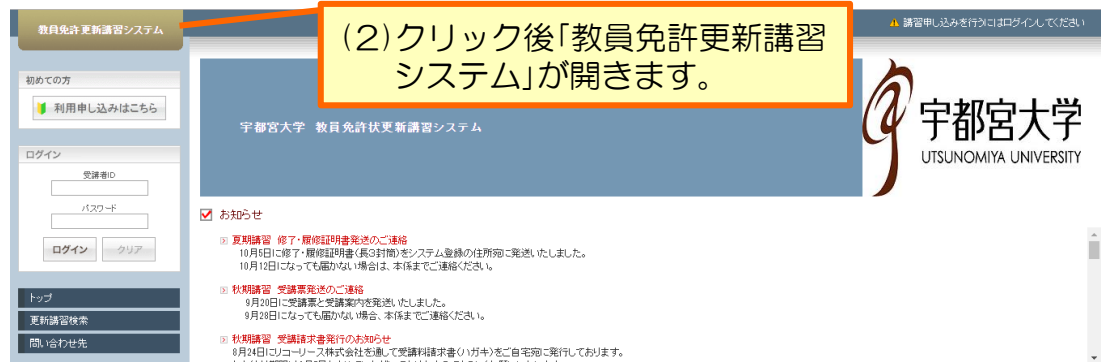 教員免許更新講習システム
講習申し込みを行うにはログインしてください
(2)クリック後「教員免許更新講習
システム」が開きます。
初めての方
利用申し込みはこちら
宇都宮大学 教員免許状更新講習システム
宇都宮大学
UTSUNOMIYA UNIVERSITY
ログイン
受講者ID
パスワード
ログイン クリア
トップ
更新講習検索
問い合わせ先
お知らせ
夏期講習 修了・履修証明書発送のご連絡
10月5日に修了・履修証明書(長3封筒)をシステム登録の住所宛に発送いたしました。
10月12日になっても届かない場合は、本係までご連絡ください。
秋期講習 受講票発送のご連絡
9月20日に受講票と受講案内を発送いたしました。
9月28日になっても届かない場合、本係までご連絡ください。
秋期講習 受講請求書発行のお知らせ
8月24日にリコーリース株式会社を通して受講料請求書(ハガキ)をご自宅宛に発行しております。